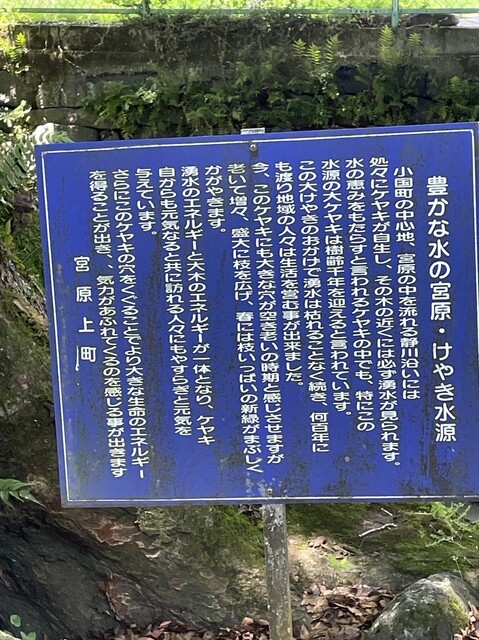 豊かな水の宮原・けやき水源
小国町の中心地、宮原の中を流れる静川沿いには
処々にケヤキが自生し、その木の近くには必ず湧水が見られます。
水の恵みをもたらすと言われるケヤキの中でも、特にこの
水源の大ケヤキは樹齢千年を迎えると言われています。
この大けやきのおかげで湧水は枯れることなく続き、何百年に
も渡り地域の人々は生活を営む事が出来ました。
今、このケヤキにも大きな穴が空き老いの時期と感じさせますが
老いて増々、盛大に枝を広げ、春には枝いっぱいの新緑がまぶしく
かがやきます。
湧水のエネルギーと大木のエネルギーが一体となり、ケヤキ
自からも元気になると共に訪れる人々にもやすらぎと元気を
与えています。
さらにこのケヤキの穴をくぐることでより大きな生命のエネルギー
を得ることが出き、気力があふれてくるのを感じる事が出きます
宮原上町